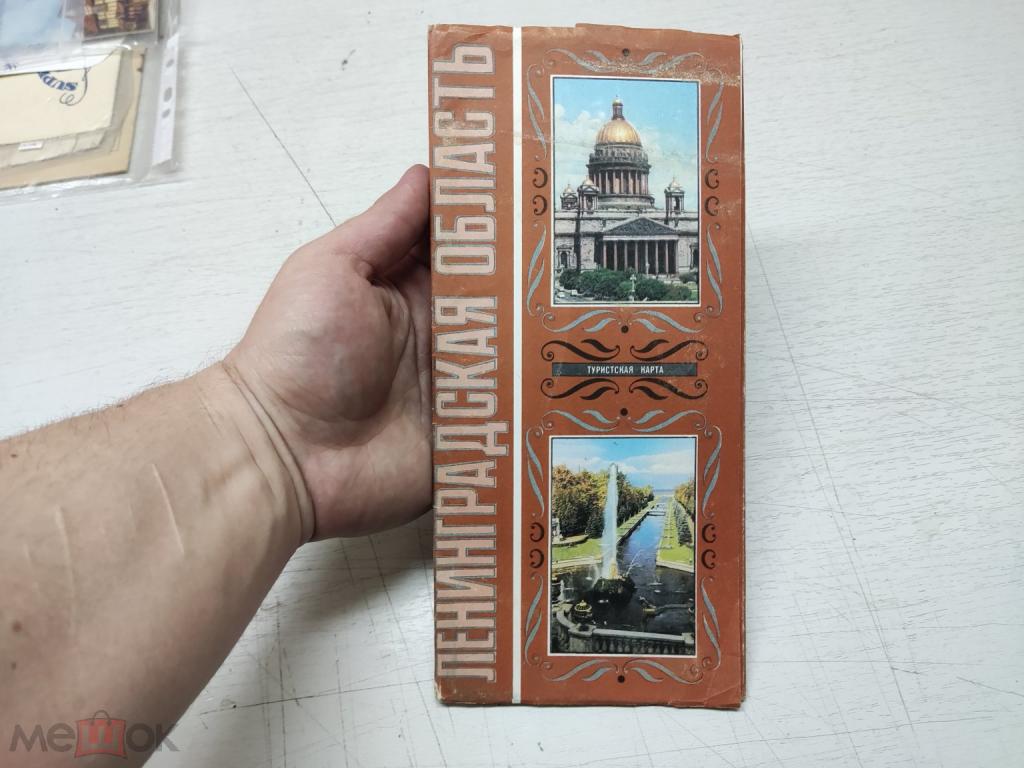 ЛЕНИНГРАДСКАЯ ОБЛАСТЬ
ТУРИСТСКАЯ КАРТА
мешок